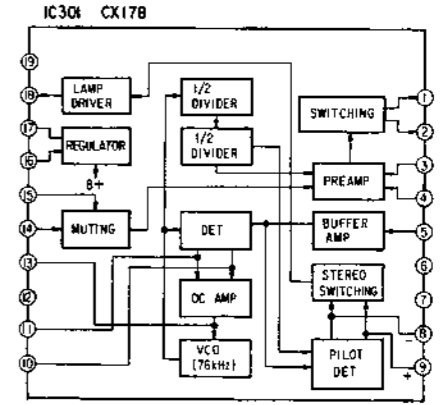 IC301 CX178
19
18
17
16
15
14
13
12
11
10
LAMP
DRIVER
REGULATOR
B+
MUTING
1/2
DIVIDER
1/2
DIVIDER
DET
DC AMP
VCO
(76kHz)
SWITCHING
PREAMP
BUFFER
AMP
STEREO
SWITCHING
PILOT
DET
1
2
3
4
5
6
7
8
−
9
+